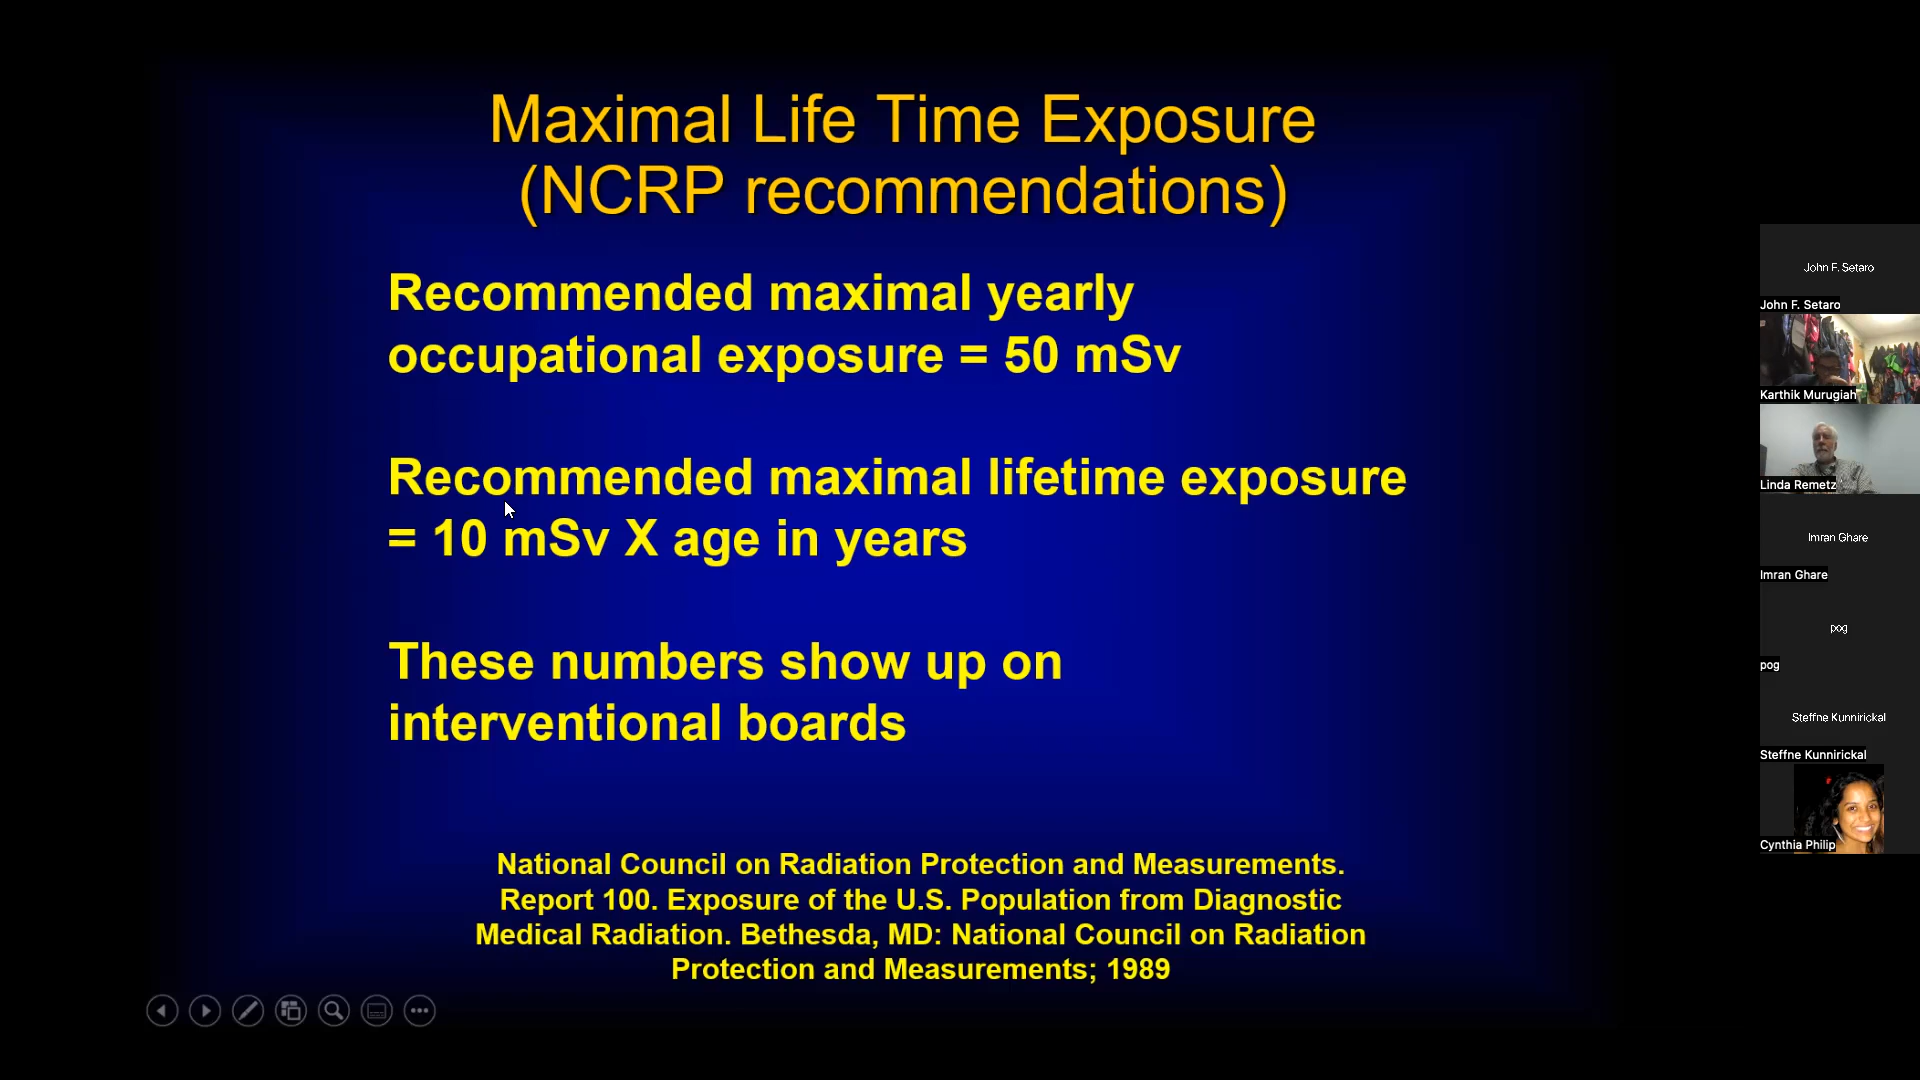 Maximal Life Time Exposure
(NCRP recommendations)
Recommended maximal yearly
occupational exposure = 50 mSv
Recommended maximal lifetime exposure
= 10 mSv X age in years
These numbers show up on
interventional boards
National Council on Radiation Protection and Measurements.
Report 100. Exposure of the U.S. Population from Diagnostic
Medical Radiation. Bethesda, MD: National Council on Radiation
Protection and Measurements; 1989
John F. Setaro
John F. Setaro
Karthik Murugiah
Linda Remetz
Imran Ghare
Imran Ghare
pog
pog
Steffne Kunnirickal
Steffne Kunnirickal
Cynthia Philip